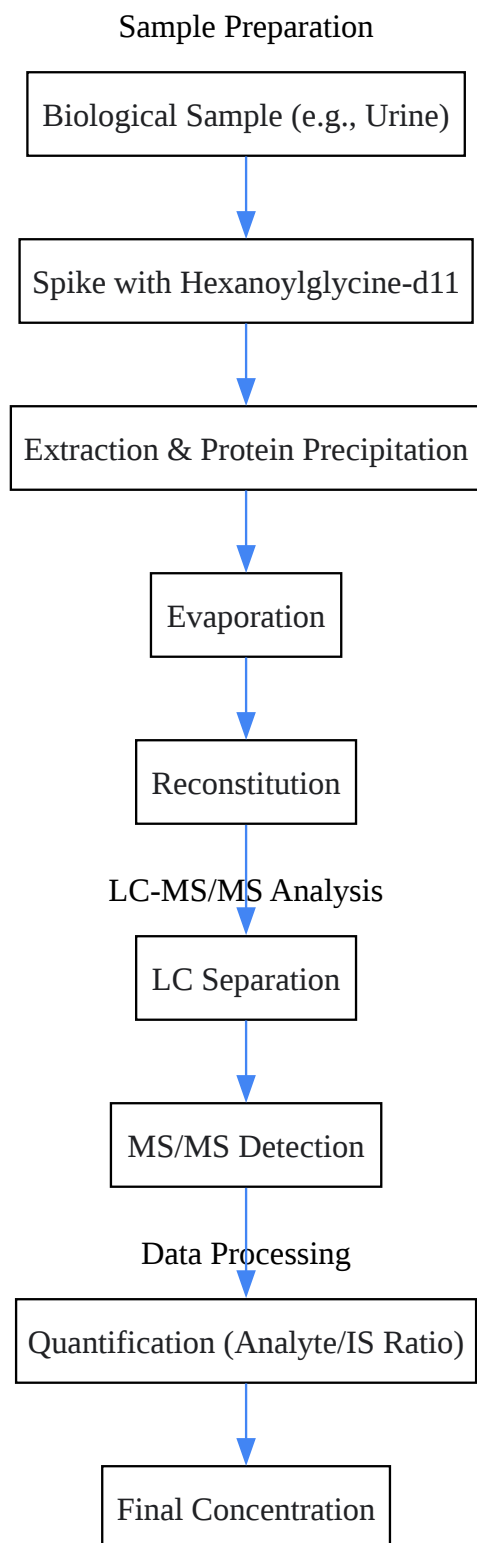 Sample Preparation
Biological Sample (e.g., Urine)
Spike with Hexanoylglycine-d11
Extraction & Protein Precipitation
Evaporation
Reconstitution
LC-MS/MS Analysis
LC Separation
MS/MS Detection
Data Processing
Quantification (Analyte/IS Ratio)
Final Concentration